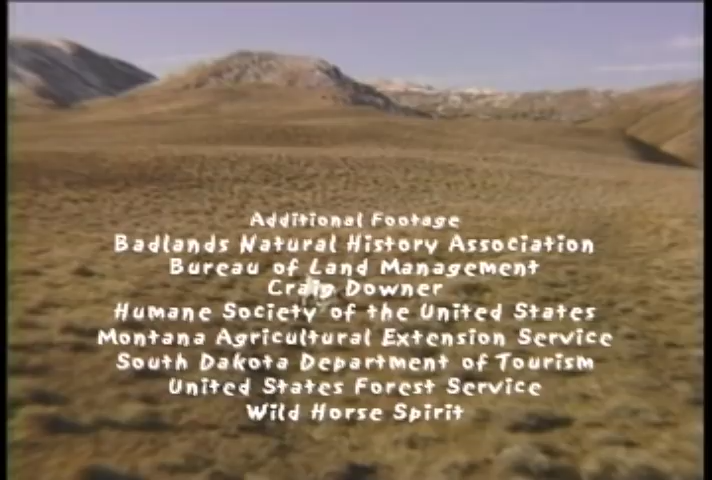 Additional Footage
Badlands Natural History Association
Bureau of Land Management
Craig Downer
Humane Society of the United States
Montana Agricultural Extension Service
South Dakota Department of Tourism
United States Forest Service
Wild Horse Spirit